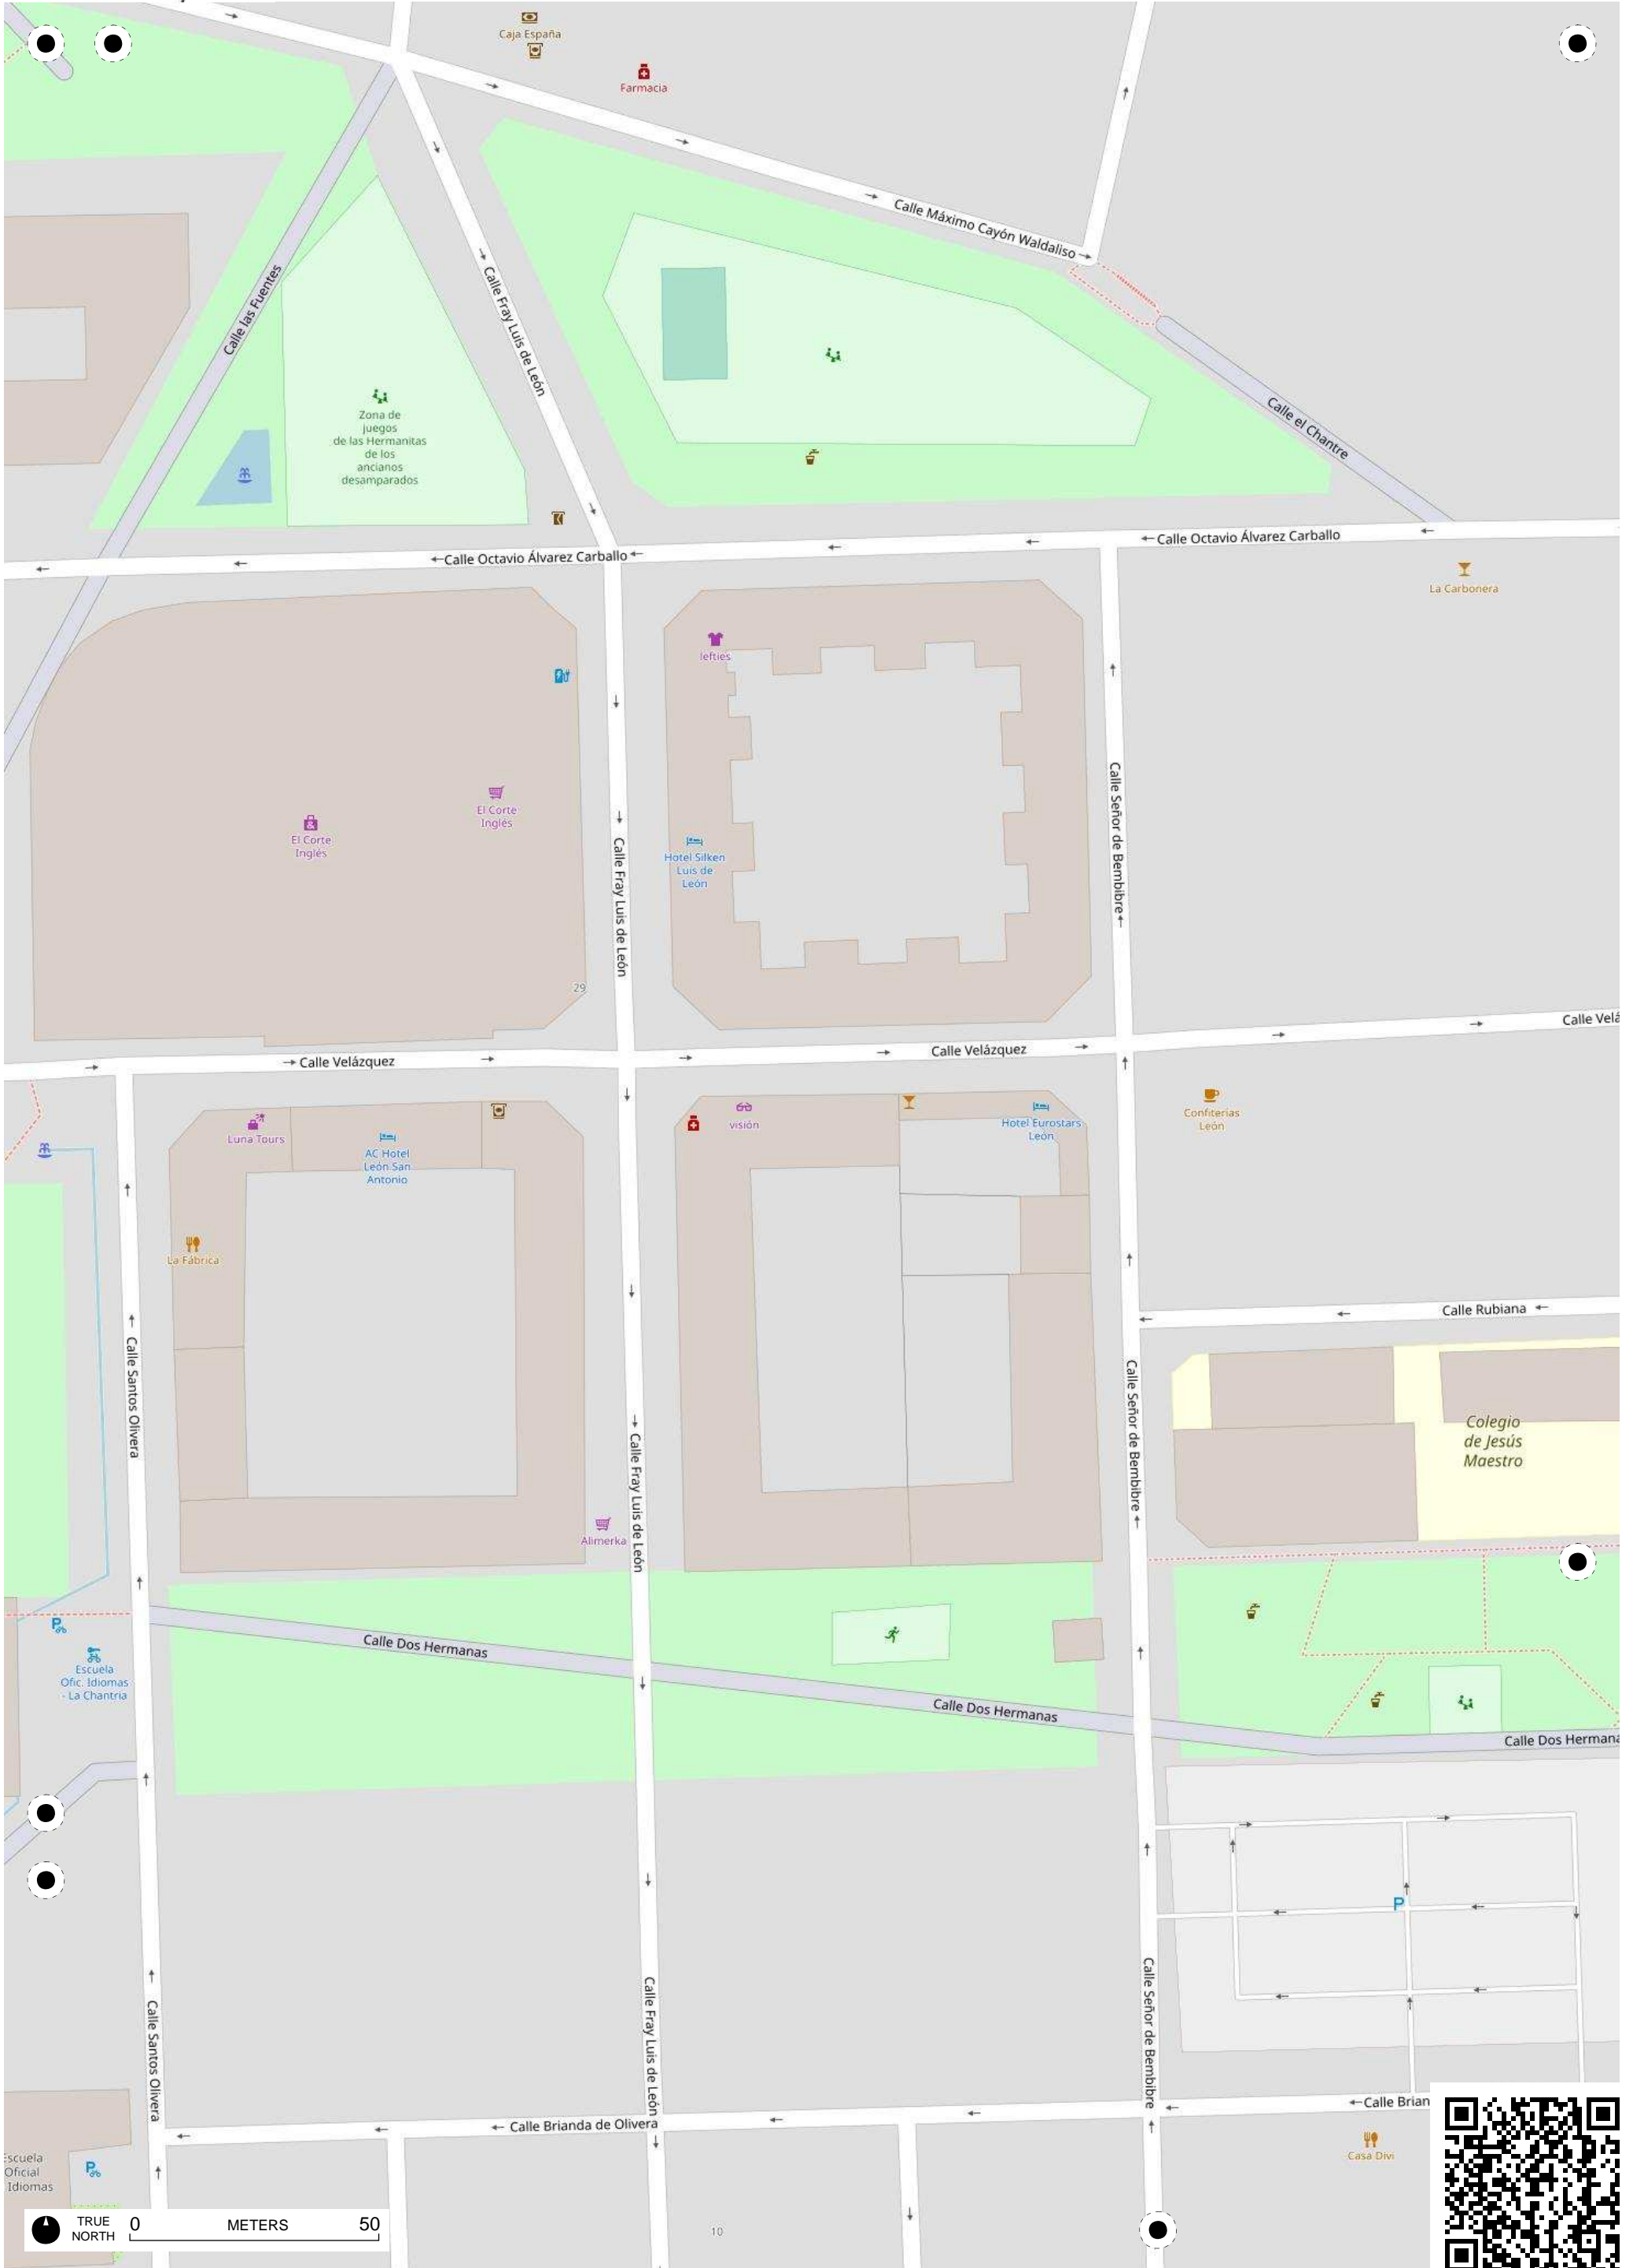 Caja España
Farmacia
Calle Máximo Cayón Waldaliso
Calle las Fuentes
Calle Fray Luis de León
Zona de
juegos
de las Hermanitas
de los
ancianos
desamparados
Calle el Chantre
Calle Octavio Álvarez Carballo
Calle Octavio Álvarez Carballo
La Carbonera
lefties
El Corte
Inglés
El Corte
Inglés
Hotel Silken
Luis de
León
Calle Fray Luis de León
Calle Señor de Bembibre
29
Calle Velá
Calle Velázquez
Calle Velázquez
Luna Tours
AC Hotel
León San
Antonio
visión
Hotel Eurostars
León
Confiterías
León
La Fábrica
Calle Rubiana
Calle Santos Olivera
Calle Fray Luis de León
Calle Señor de Bembibre
Colegio
de Jesús
Maestro
Alimerka
P
Calle Dos Hermanas
Escuela
Ofic. Idiomas
- La Chantria
Calle Dos Hermanas
Calle Dos Hermana
P
Calle Santos Olivera
Calle Fray Luis de León
Calle Señor de Bembibre
Calle Brianda de Olivera
Calle Brian
Casa Divi
Escuela
Oficial
Idiomas
P
10
TRUE
NORTH
0 METERS 50